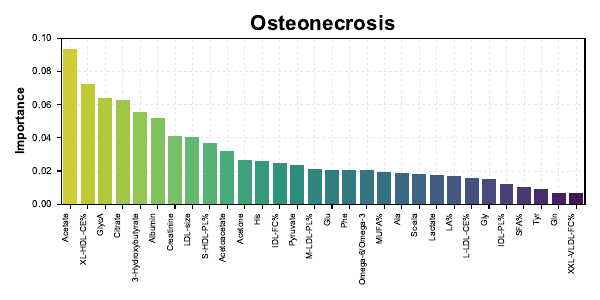 Osteonecrosis
Importance
0.10
0.08
0.06
0.04
0.02
0.00
Acetate
XL-HDL-CE%
GlycA
Citrate
3-Hydroxybutyrate
Albumin
Creatinine
LDL-size
S-HDL-PL%
Acetoacetate
Acetone
His
IDL-FC%
Pyruvate
M-LDL-PL%
Glu
Phe
Omega-6/Omega-3
MUFA%
Ala
Lactate
LA%
L-LDL-CE%
Gly
IDL-PL%
SFA%
Tyr
Gln
XXL-VLDL-FC%